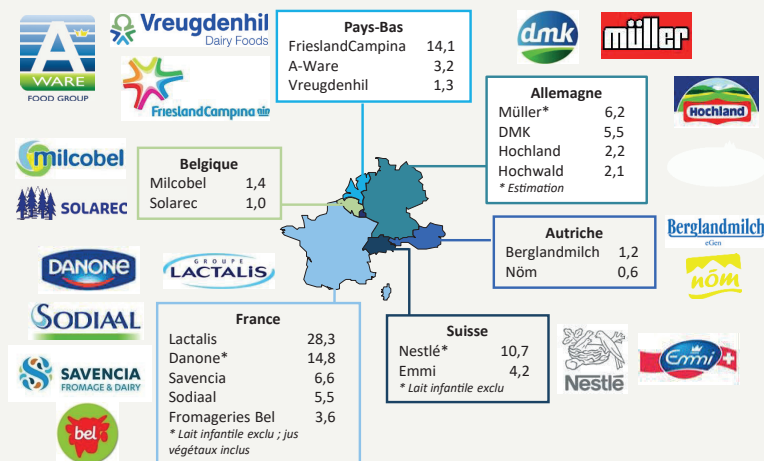 A
WARE
FOOD GROUP
Vreugdenhil
Dairy Foods
FrieslandCampina
Pays-Bas
FrieslandCampina 14,1
A-Ware 3,2
Vreugdenhil 1,3
dmk
müller
Allemagne
Müller* 6,2
DMK 5,5
Hochland 2,2
Hochwald 2,1
* Estimation
HOCHLAND
milcobel
SOLAREC
Belgique
Milcobel 1,4
Solarec 1,0
Autriche
Berglandmilch 1,2
Nöm 0,6
Berglandmilch
eGen
nöm
DANONE
GROUPE
LACTALIS
SODIAAL
SAVENCIA
FROMAGE & DAIRY
bel
France
Lactalis 28,3
Danone* 14,8
Savencia 6,6
Sodiaal 5,5
Fromageries Bel 3,6
* Lait infantile exclu ; jus
végétaux inclus
Suisse
Nestlé* 10,7
Emmi 4,2
* Lait infantile exclu
Nestlé
Emmi